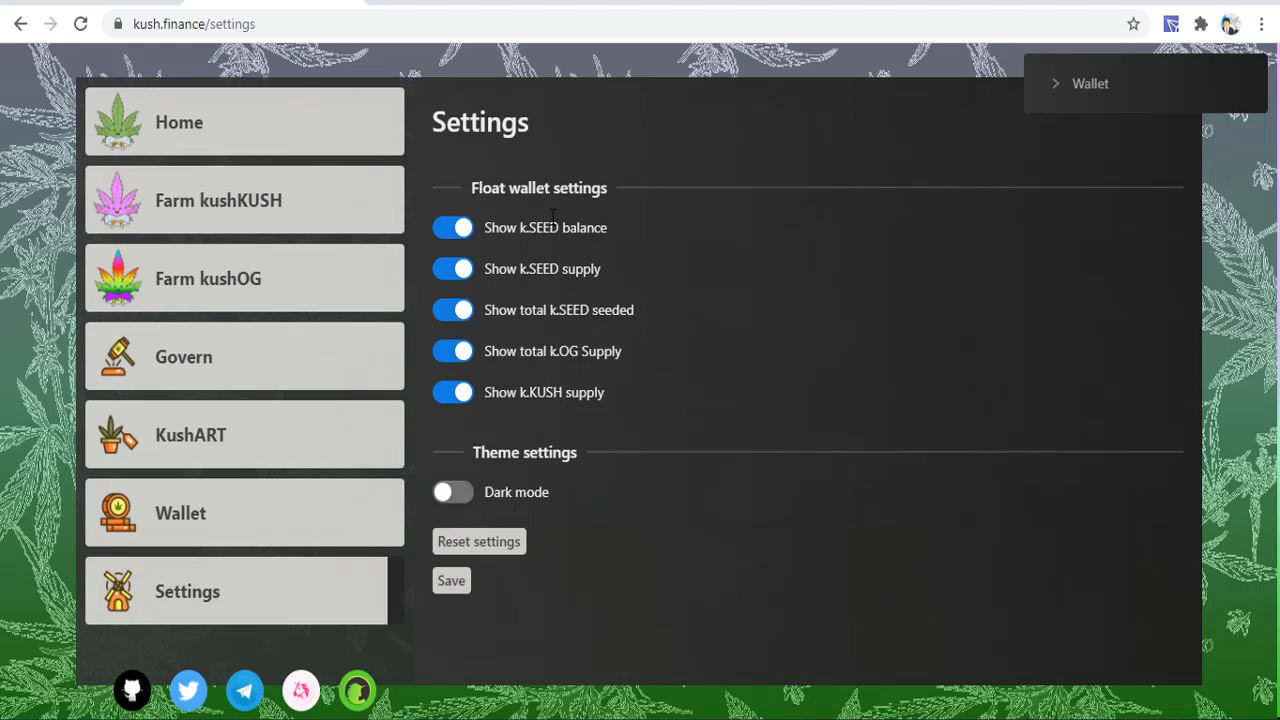 kush.finance/settings
Wallet
Home
Farm kushKUSH
Farm kushOG
Govern
KushART
Wallet
Settings
Settings
Float wallet settings
Show k.SEED balance
Show k.SEED supply
Show total k.SEED seeded
Show total k.OG Supply
Show k.KUSH supply
Theme settings
Dark mode
Reset settings
Save